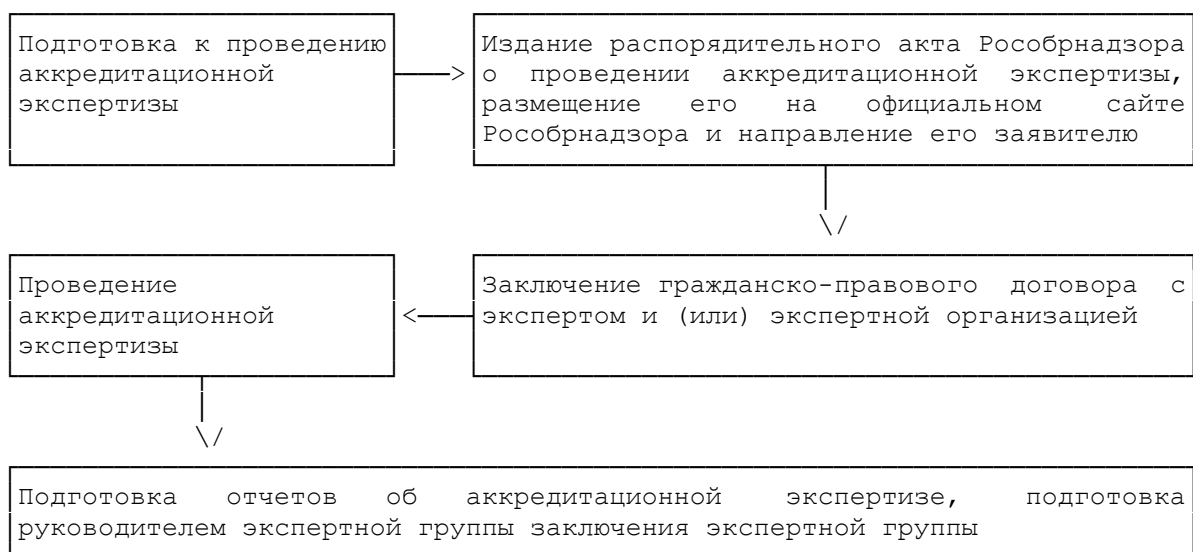 Подготовка к проведению
аккредитационной
экспертизы
Издание распорядительного акта Рособрнадзора
о проведении аккредитационной экспертизы,
размещение его на официальном сайте
Рособрнадзора и направление его заявителю
Заключение гражданско-правового договора с
экспертом и (или) экспертной организацией
Проведение
аккредитационной
экспертизы
Подготовка отчетов об аккредитационной экспертизе, подготовка
руководителем экспертной группы заключения экспертной группы